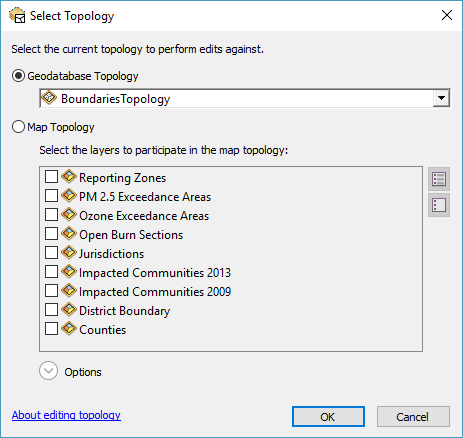 Select Topology
Select the current topology to perform edits against.
Geodatabase Topology
BoundariesTopology
Map Topology
Select the layers to participate in the map topology:
Reporting Zones
PM 2.5 Exceedance Areas
Ozone Exceedance Areas
Open Burn Sections
Jurisdictions
Impacted Communities 2013
Impacted Communities 2009
District Boundary
Counties
Options
About editing topology
OK
Cancel